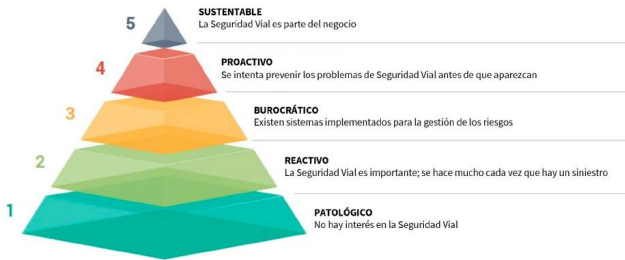 5
SUSTENTABLE
La Seguridad Vial es parte del negocio
4
PROACTIVO
Se intenta prevenir los problemas de Seguridad Vial antes de que aparezcan
3
BUROCRÁTICO
Existen sistemas implementados para la gestión de los riesgos
2
REACTIVO
La Seguridad Vial es importante; se hace mucho cada vez que hay un siniestro
1
PATOLÓGICO
No hay interés en la Seguridad Vial